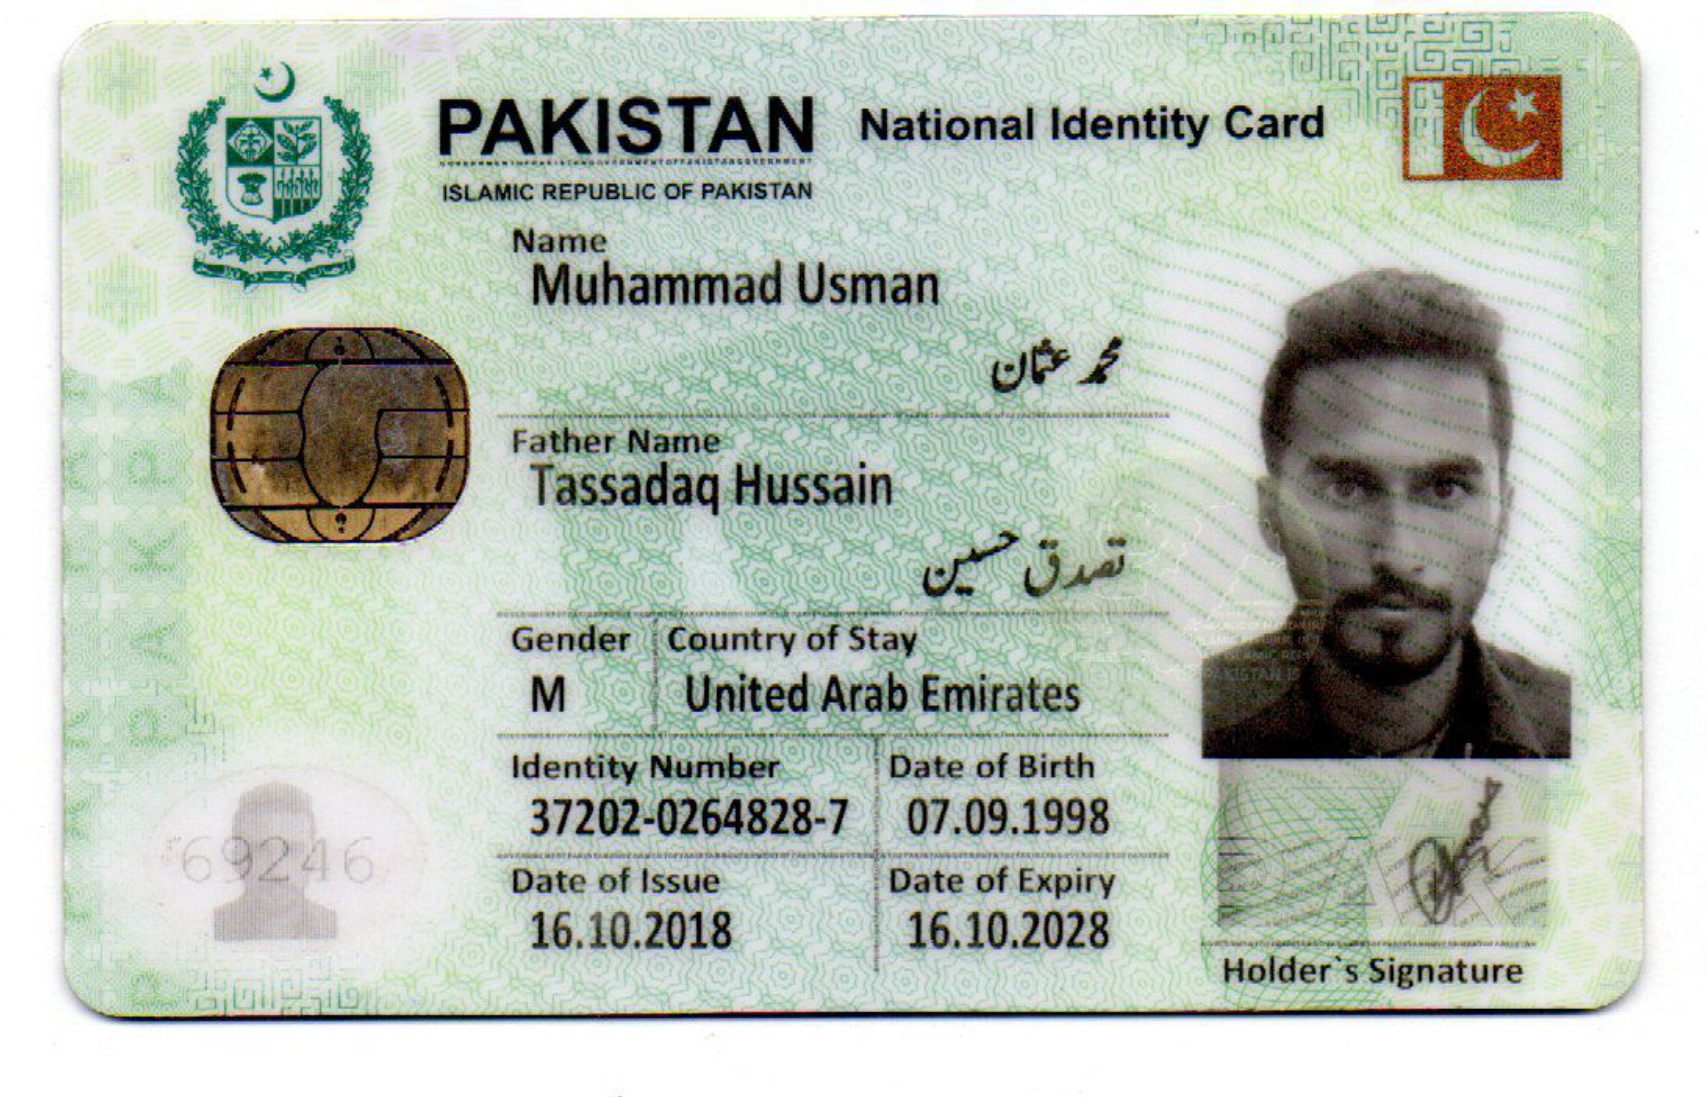 PAKISTAN National Identity Card
ISLAMIC REPUBLIC OF PAKISTAN
Name
Muhammad Usman
محمد عثمان
Father Name
Tassadaq Hussain
تصدق حسین
Gender Country of Stay
M United Arab Emirates
Identity Number Date of Birth
37202-0264828-7 07.09.1998
Date of Issue Date of Expiry
16.10.2018 16.10.2028
69246
Holder`s Signature